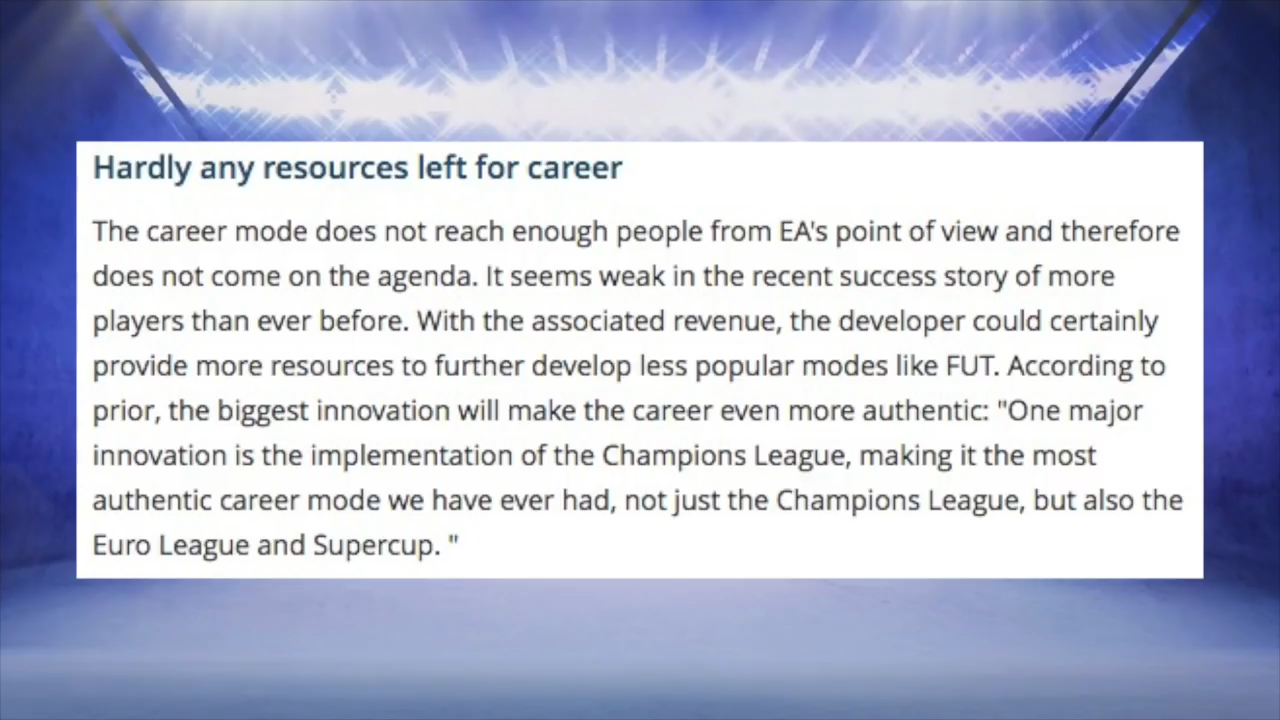 Hardly any resources left for career
The career mode does not reach enough people from EA's point of view and therefore
does not come on the agenda. It seems weak in the recent success story of more
players than ever before. With the associated revenue, the developer could certainly
provide more resources to further develop less popular modes like FUT. According to
prior, the biggest innovation will make the career even more authentic: "One major
innovation is the implementation of the Champions League, making it the most
authentic career mode we have ever had, not just the Champions League, but also the
Euro League and Supercup. "